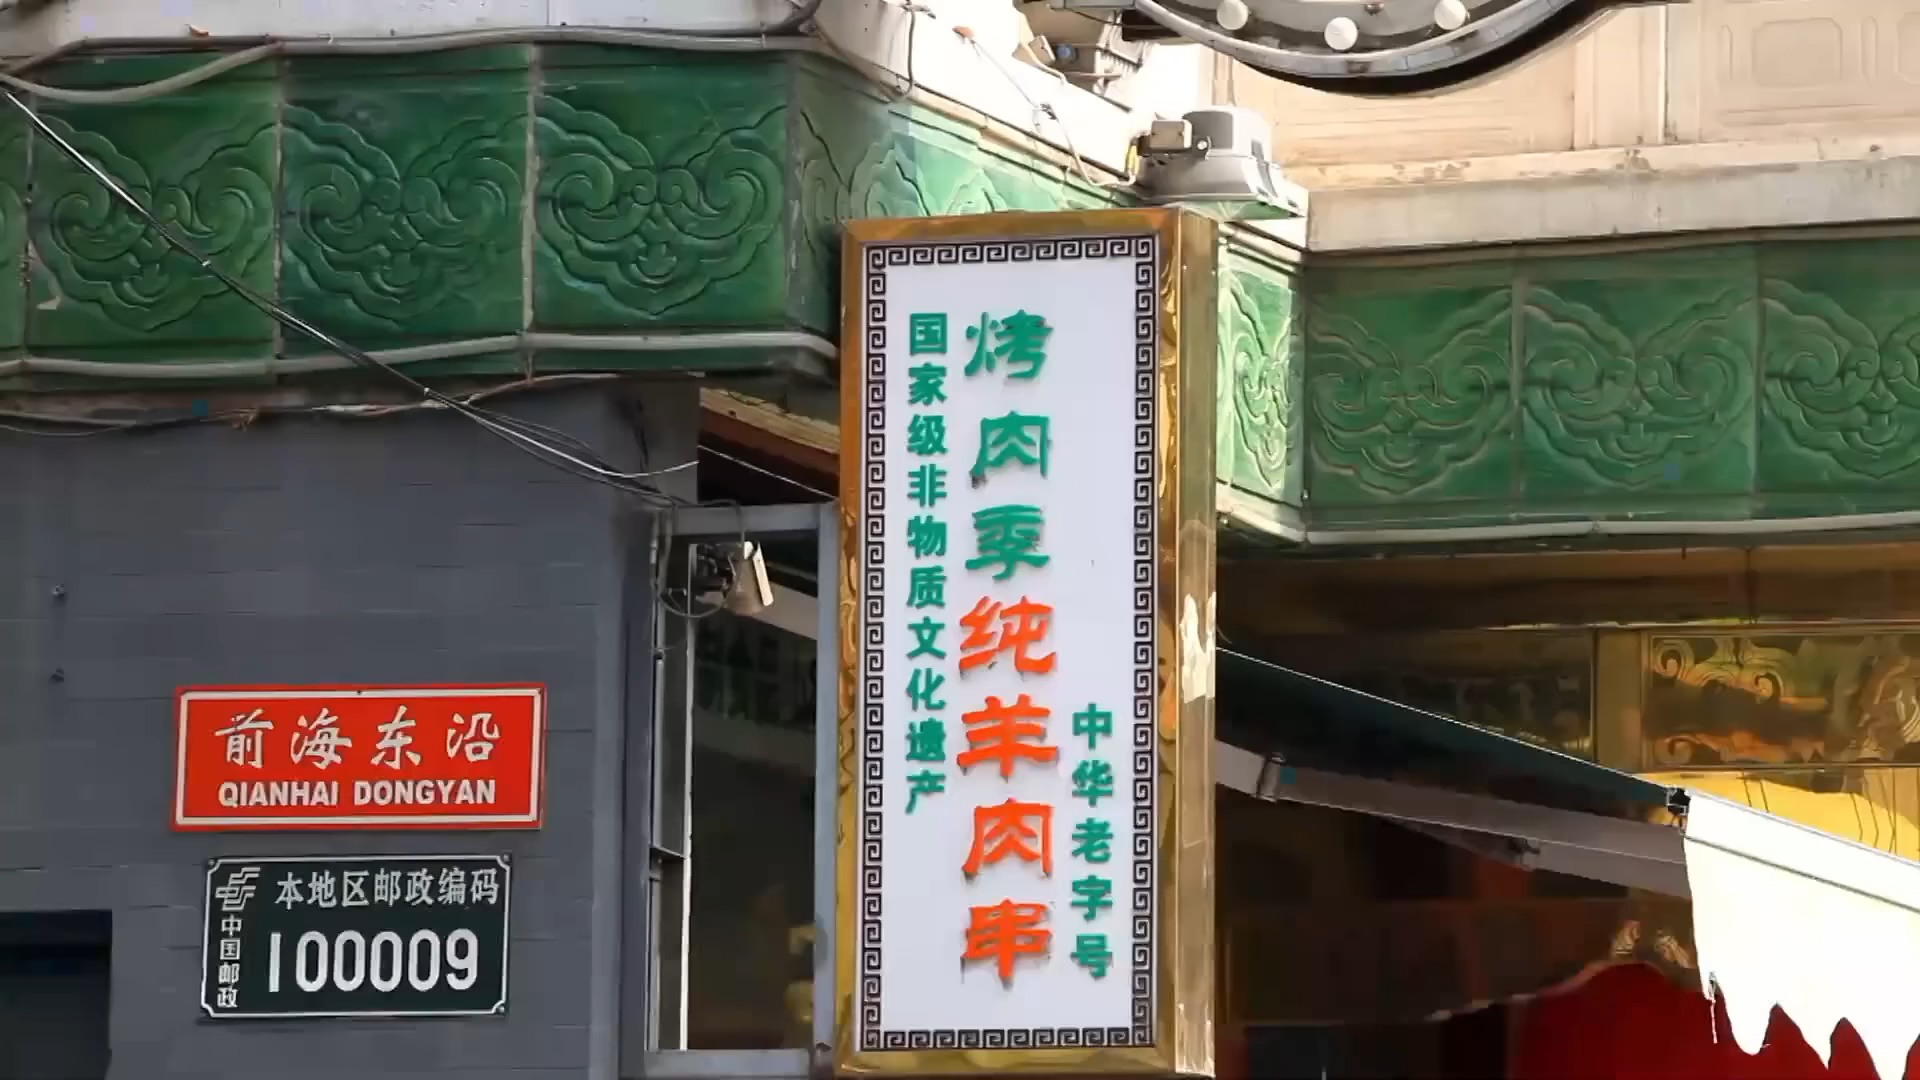 前海东沿
QIANHAI DONGYAN
本地区邮政编码
中国邮政
100009
中华老字号
烤肉季纯羊肉串
国家级非物质文化遗产